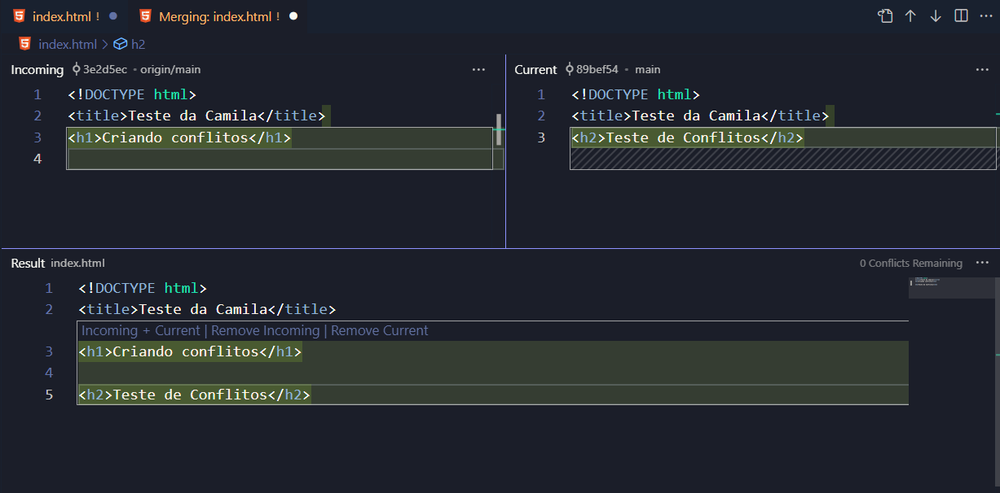 index.html !
Merging: index.html !
index.html > h2
Incoming 3e2d5ec • origin/main ···
1 <!DOCTYPE html>
2 <title>Teste da Camila</title>
3 <h1>Criando conflitos</h1>
4
Current 89bef54 • main ···
1 <!DOCTYPE html>
2 <title>Teste da Camila</title>
3 <h2>Teste de Conflitos</h2>
Result index.html 0 Conflicts Remaining ···
1 <!DOCTYPE html>
2 <title>Teste da Camila</title>
Incoming + Current | Remove Incoming | Remove Current
3 <h1>Criando conflitos</h1>
4
5 <h2>Teste de Conflitos</h2>